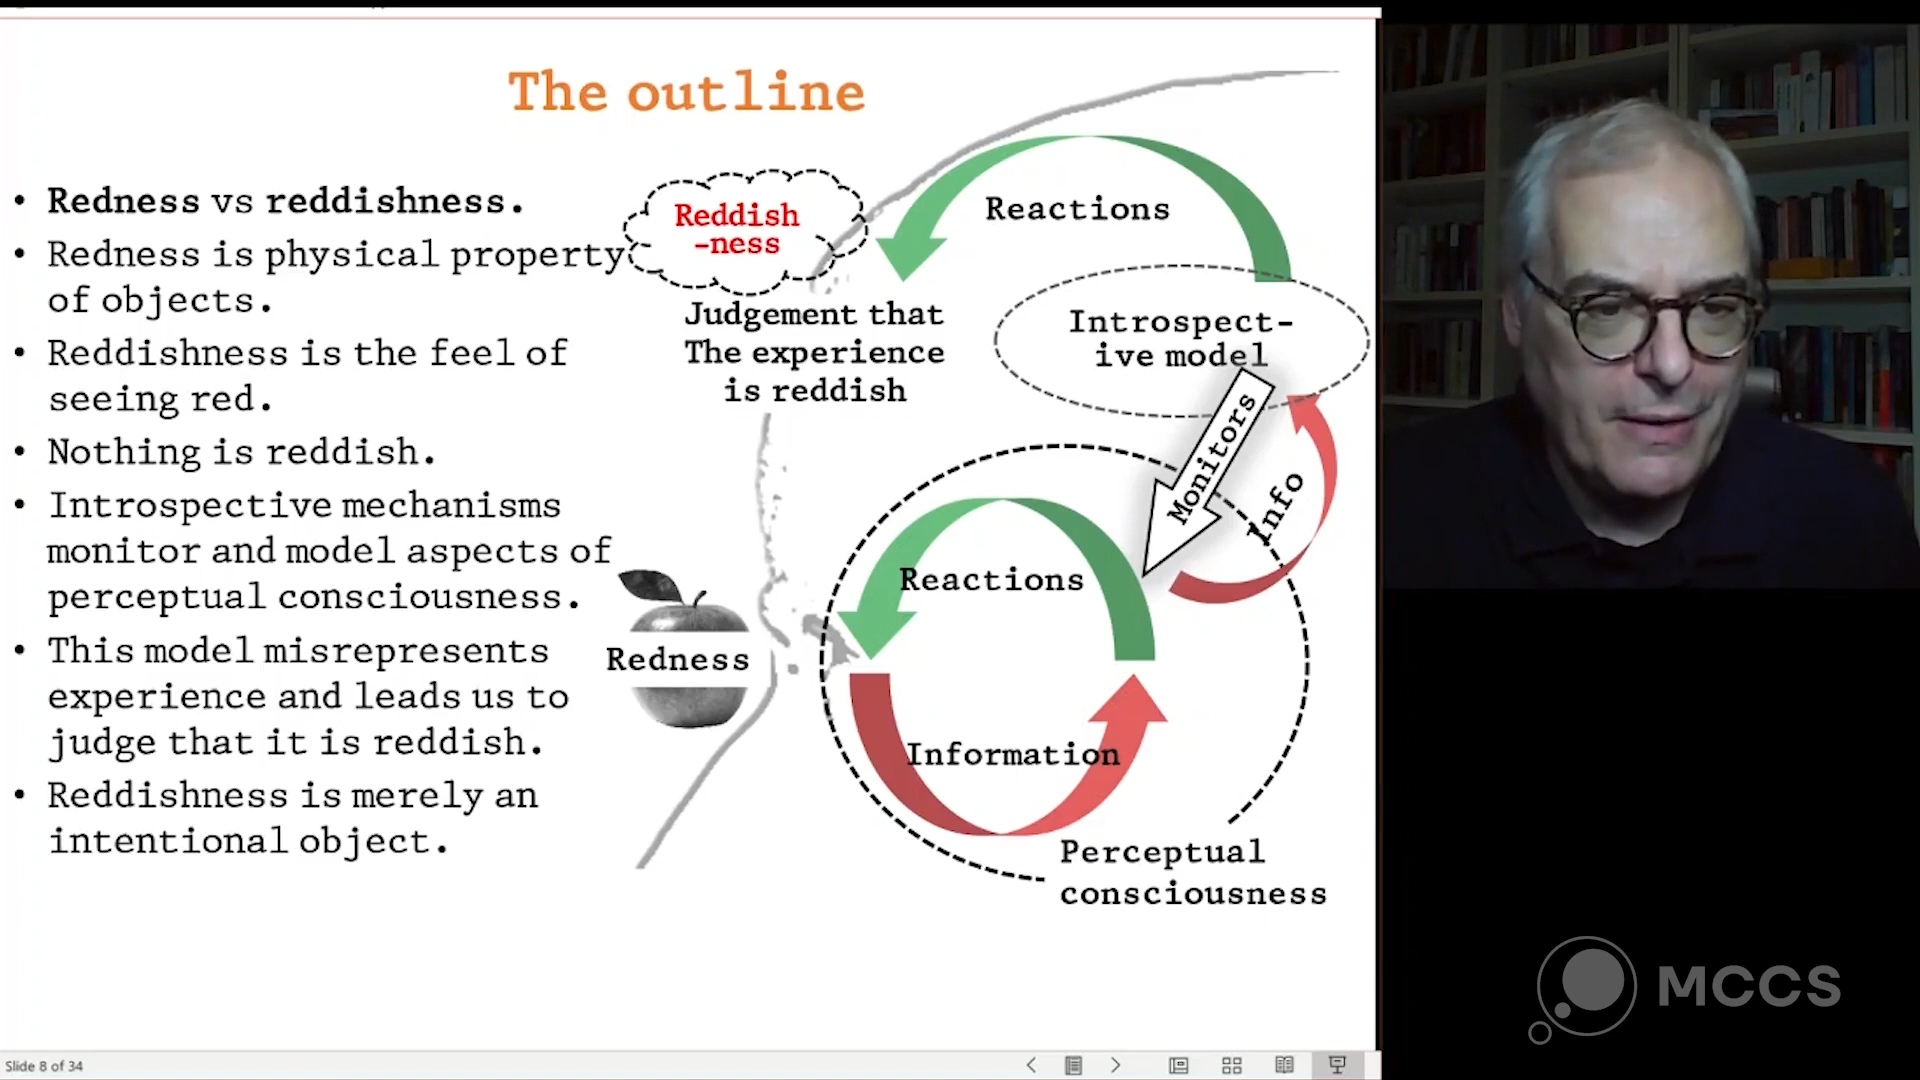 The outline
• Redness vs reddishness.
• Redness is physical property
of objects.
• Reddishness is the feel of
seeing red.
• Nothing is reddish.
• Introspective mechanisms
monitor and model aspects of
perceptual consciousness.
• This model misrepresents
experience and leads us to
judge that it is reddish.
• Reddishness is merely an
intentional object.
Reddish
-ness
Judgement that
The experience
is reddish
Reactions
Introspect-
ive model
Monitors
Info
Reactions
Redness
Information
Perceptual
consciousness
MCCS
Slide 8 of 34